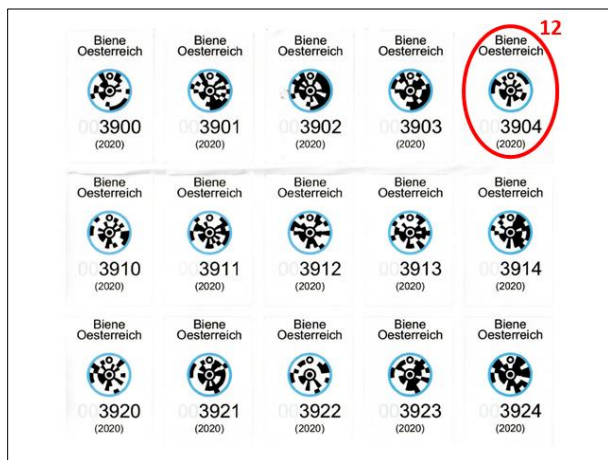 12
Biene Oesterreich 003900 (2020)
Biene Oesterreich 003901 (2020)
Biene Oesterreich 003902 (2020)
Biene Oesterreich 003903 (2020)
Biene Oesterreich 003904 (2020)
Biene Oesterreich 003910 (2020)
Biene Oesterreich 003911 (2020)
Biene Oesterreich 003912 (2020)
Biene Oesterreich 003913 (2020)
Biene Oesterreich 003914 (2020)
Biene Oesterreich 003920 (2020)
Biene Oesterreich 003921 (2020)
Biene Oesterreich 003922 (2020)
Biene Oesterreich 003923 (2020)
Biene Oesterreich 003924 (2020)